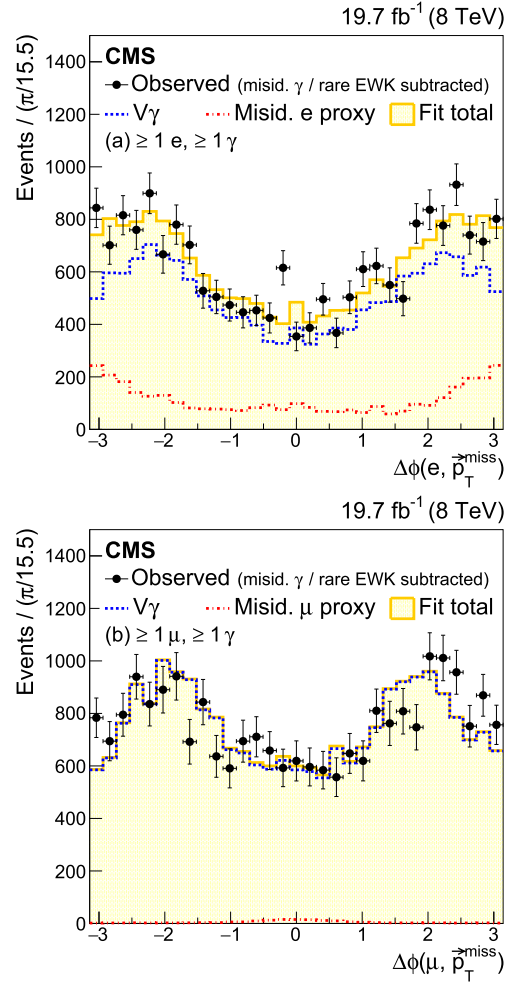 19.7 fb⁻¹ (8 TeV)
Events / (π/15.5)
1400
1200
1000
800
600
400
200
0
CMS
Observed (misid. γ / rare EWK subtracted)
Vγ Misid. e proxy Fit total
(a) ≥ 1 e, ≥ 1 γ
−3 −2 −1 0 1 2 3
Δϕ(e, p⃗_T^miss)
19.7 fb⁻¹ (8 TeV)
Events / (π/15.5)
1400
1200
1000
800
600
400
200
0
CMS
Observed (misid. γ / rare EWK subtracted)
Vγ Misid. μ proxy Fit total
(b) ≥ 1 μ, ≥ 1 γ
−3 −2 −1 0 1 2 3
Δϕ(μ, p⃗_T^miss)